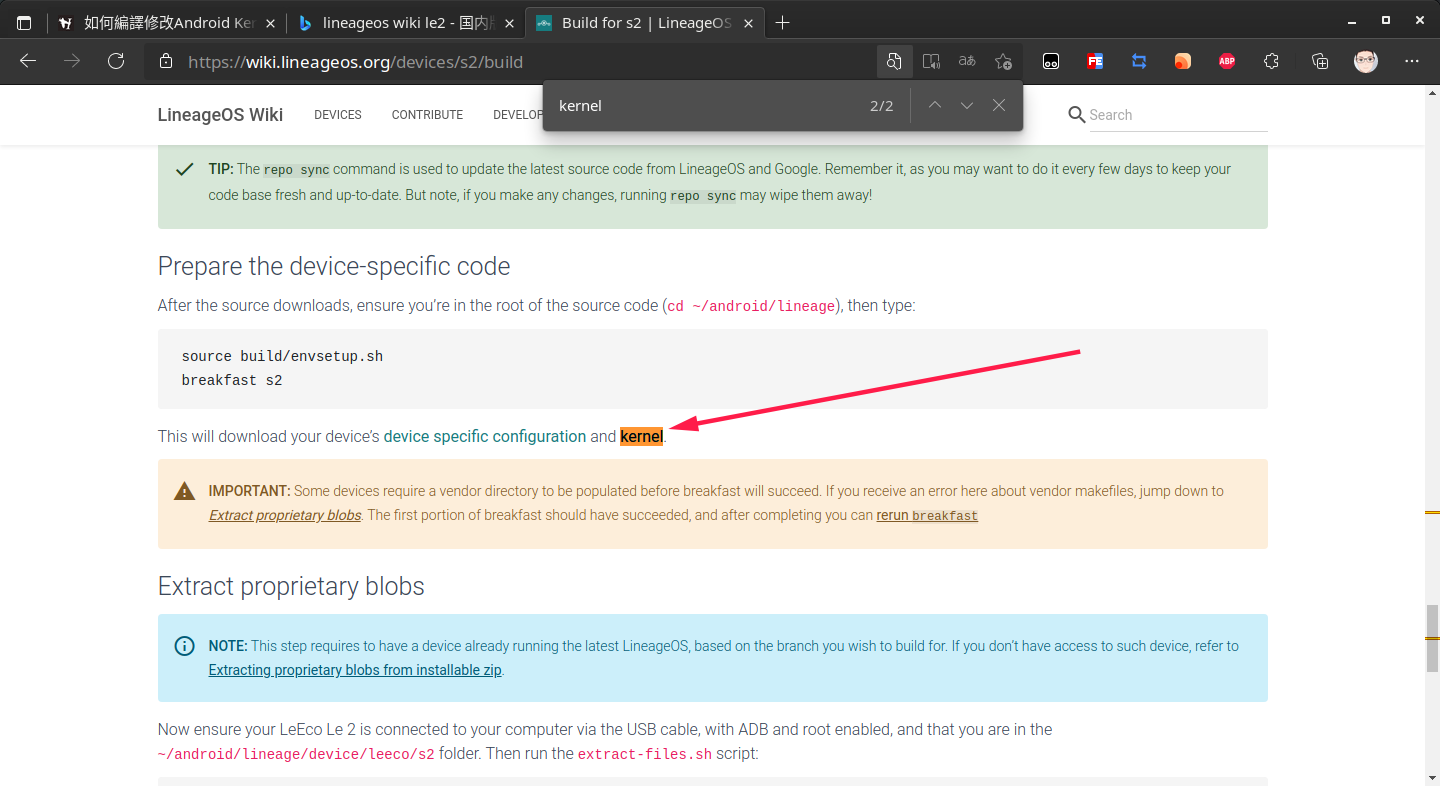 如何編譯修改Android Ker
lineageos wiki le2 - 国内版
Build for s2 | LineageOS
https://wiki.lineageos.org/devices/s2/build
aあ
FE
ABP
kernel
2/2
LineageOS Wiki
DEVICES
CONTRIBUTE
DEVELOP
Search
TIP: The repo sync command is used to update the latest source code from LineageOS and Google. Remember it, as you may want to do it every few days to keep your
code base fresh and up-to-date. But note, if you make any changes, running repo sync may wipe them away!
Prepare the device-specific code
After the source downloads, ensure you’re in the root of the source code (cd ~/android/lineage), then type:
source build/envsetup.sh
breakfast s2
This will download your device’s device specific configuration and kernel.
IMPORTANT: Some devices require a vendor directory to be populated before breakfast will succeed. If you receive an error here about vendor makefiles, jump down to
Extract proprietary blobs. The first portion of breakfast should have succeeded, and after completing you can rerun breakfast
Extract proprietary blobs
NOTE: This step requires to have a device already running the latest LineageOS, based on the branch you wish to build for. If you don’t have access to such device, refer to
Extracting proprietary blobs from installable zip.
Now ensure your LeEco Le 2 is connected to your computer via the USB cable, with ADB and root enabled, and that you are in the
~/android/lineage/device/leeco/s2 folder. Then run the extract-files.sh script: